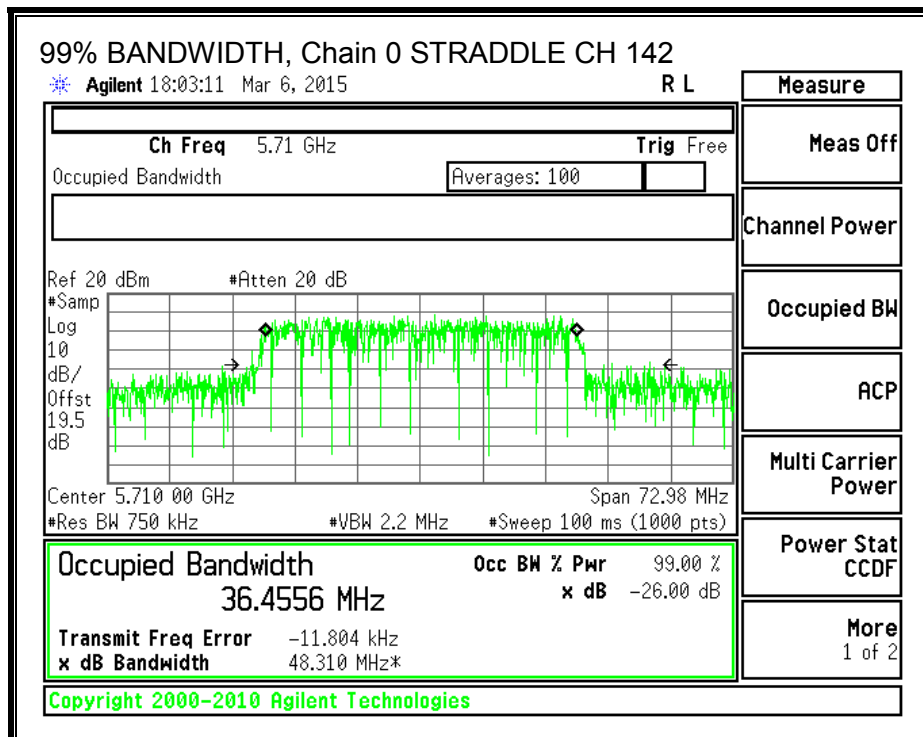 99% BANDWIDTH, Chain 0 STRADDLE CH 142
Agilent 18:03:11 Mar 6, 2015 R L
Measure
Ch Freq 5.71 GHz Trig Free
Meas Off
Occupied Bandwidth Averages: 100
Channel Power
Ref 20 dBm #Atten 20 dB
#Samp
Log
10
dB/
Offst
19.5
dB
Occupied BW
ACP
Center 5.710 00 GHz Span 72.98 MHz
#Res BW 750 kHz #VBW 2.2 MHz #Sweep 100 ms (1000 pts)
Multi Carrier
Power
Occupied Bandwidth Occ BW % Pwr 99.00 %
36.4556 MHz x dB -26.00 dB
Power Stat
CCDF
Transmit Freq Error -11.804 kHz
x dB Bandwidth 48.310 MHz*
More
1 of 2
Copyright 2000-2010 Agilent Technologies